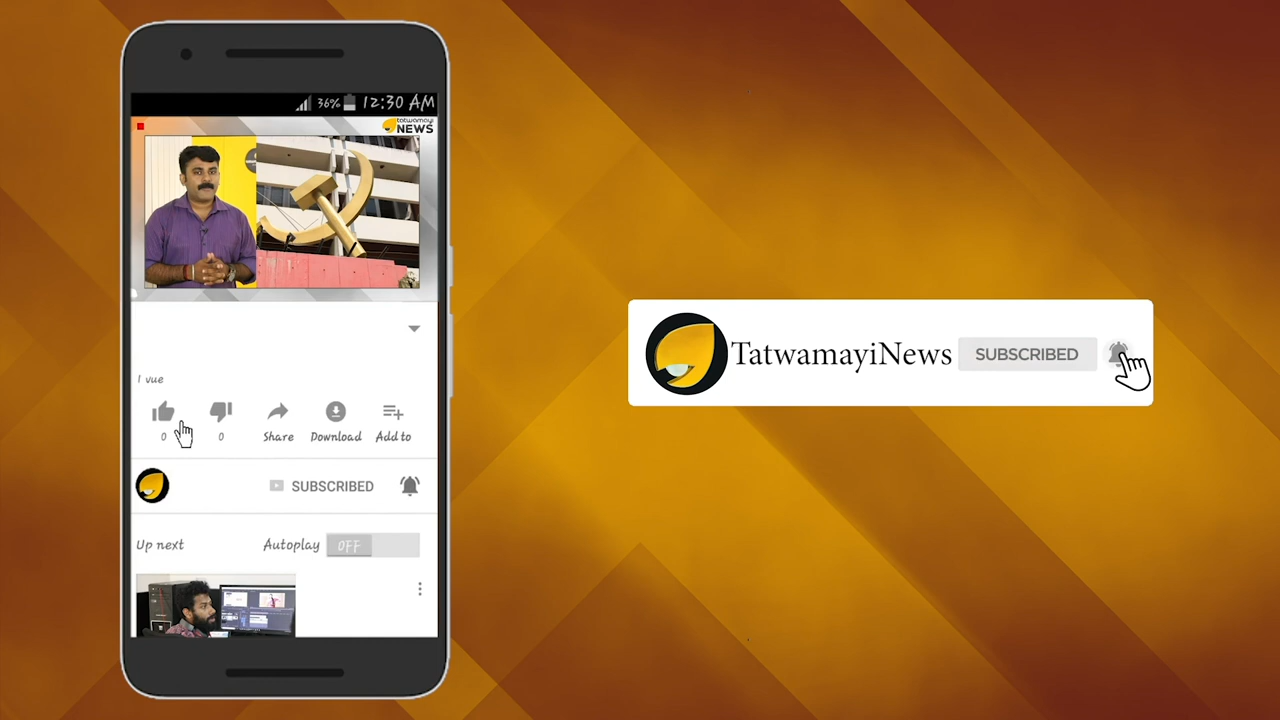 36% 12:30 AM
tatwamayi
NEWS
1 vue
0 0 Share Download Add to
SUBSCRIBED
Up next Autoplay OFF
TatwamayiNews SUBSCRIBED